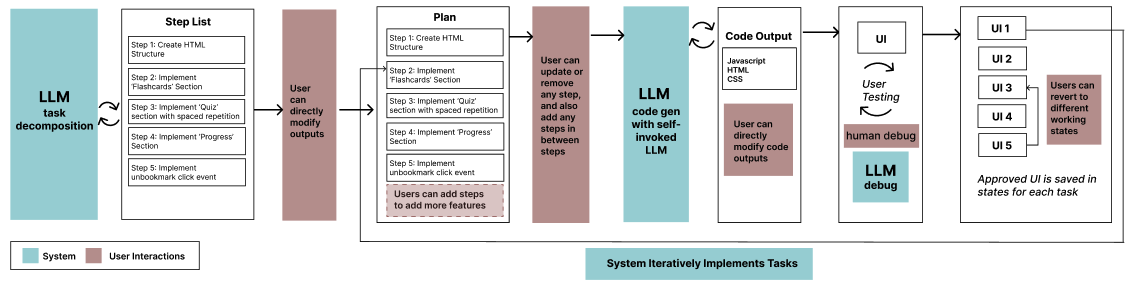 LLM
task
decomposition
Step List
Step 1: Create HTML
Structure
Step 2: Implement
'Flashcards' Section
Step 3: Implement 'Quiz'
section with spaced repetition
Step 4: Implement 'Progress'
Section
Step 5: Implement
unbookmark click event
User
can
directly
modify
outputs
Plan
Step 1: Create HTML
Structure
Step 2: Implement
'Flashcards' Section
Step 3: Implement 'Quiz'
section with spaced repetition
Step 4: Implement 'Progress'
Section
Step 5: Implement
unbookmark click event
Users can add steps
to add more features
User can
update or
remove
any step,
and also
add any
steps in
between
steps
LLM
code gen
with self-
invoked
LLM
Code Output
Javascript
HTML
CSS
User can
directly
modify code
outputs
UI
User
Testing
human debug
LLM
debug
UI 1
UI 2
UI 3
UI 4
UI 5
Users can
revert to
different
working
states
Approved UI is saved in
states for each task
System
User Interactions
System Iteratively Implements Tasks